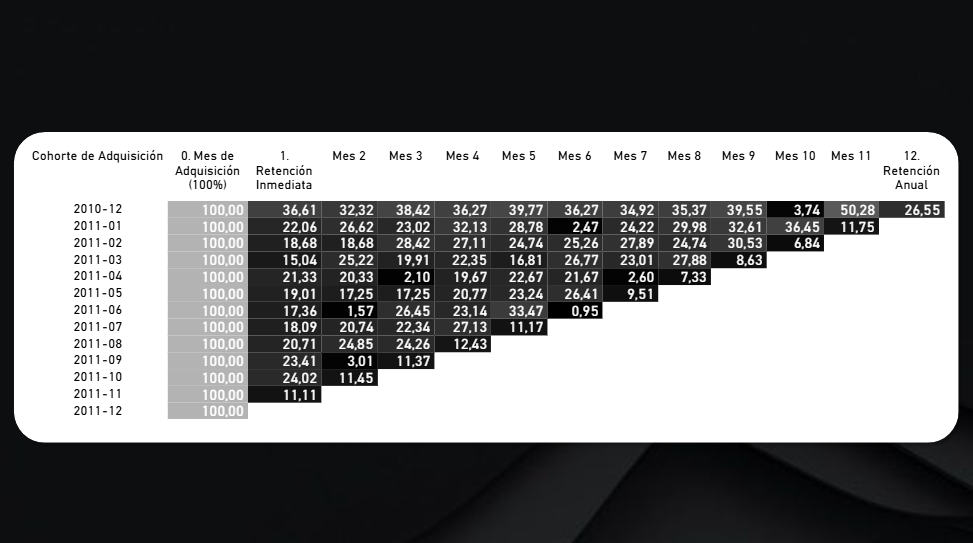 Cohorte de Adquisición 0. Mes de Adquisición (100%) 1. Retención Inmediata Mes 2 Mes 3 Mes 4 Mes 5 Mes 6 Mes 7 Mes 8 Mes 9 Mes 10 Mes 11 12. Retención Anual
2010-12 100,00 36,61 32,32 38,42 36,27 39,77 36,27 34,92 35,37 39,55 3,74 50,28 26,55
2011-01 100,00 22,06 26,62 23,02 32,13 28,78 2,47 24,22 29,98 32,61 36,45 11,75
2011-02 100,00 18,68 18,68 28,42 27,11 24,74 25,26 27,89 24,74 30,53 6,84
2011-03 100,00 15,04 25,22 19,91 22,35 16,81 26,77 23,01 27,88 8,63
2011-04 100,00 21,33 20,33 2,10 19,67 22,67 21,67 2,60 7,33
2011-05 100,00 19,01 17,25 17,25 20,77 23,24 26,41 9,51
2011-06 100,00 17,36 1,57 26,45 23,14 33,47 0,95
2011-07 100,00 18,09 20,74 22,34 27,13 11,17
2011-08 100,00 20,71 24,85 24,26 12,43
2011-09 100,00 23,41 3,01 11,37
2011-10 100,00 24,02 11,45
2011-11 100,00 11,11
2011-12 100,00